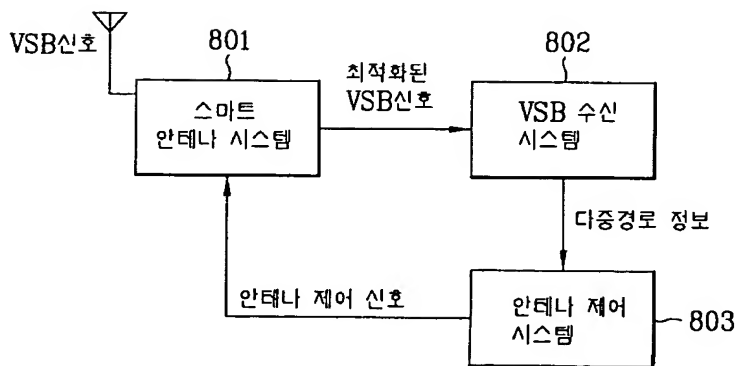 VSB신호
801
스마트
안테나 시스템
최적화된
VSB신호
802
VSB 수신
시스템
다중경로 정보
안테나 제어 신호
안테나 제어
시스템
803